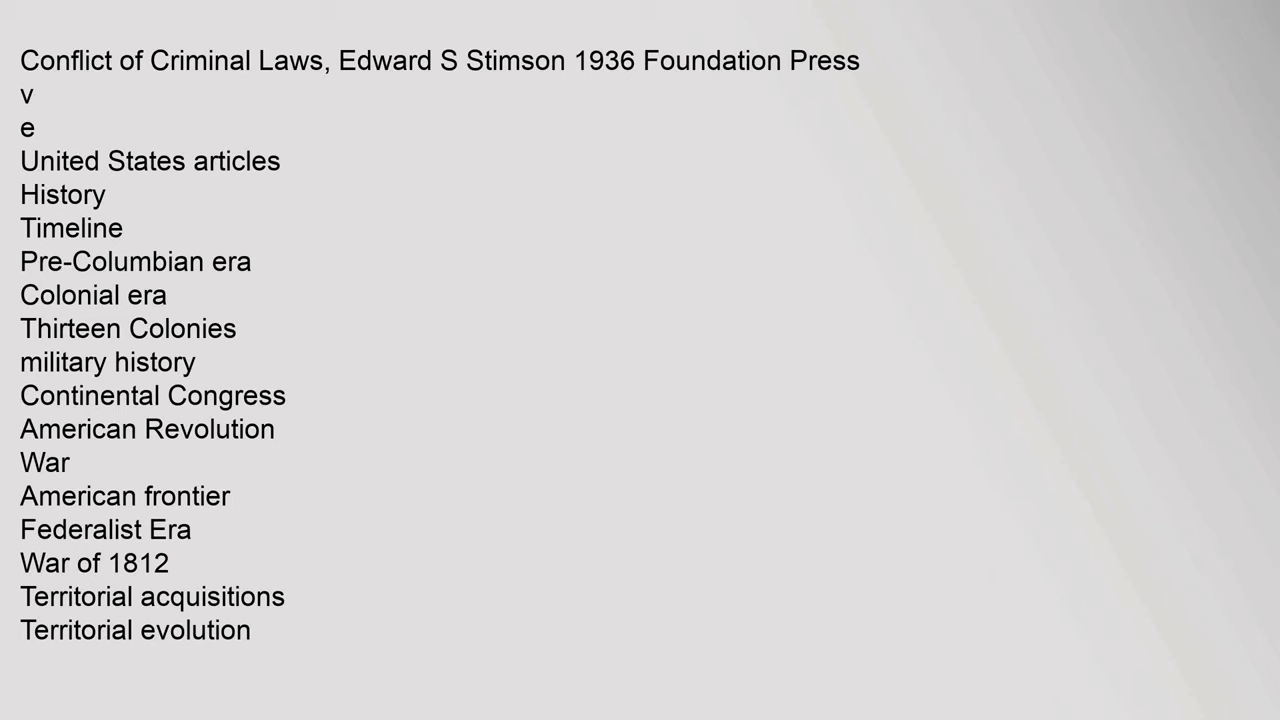 Conflict of Criminal Laws, Edward S Stimson 1936 Foundation Press
v
e
United States articles
History
Timeline
Pre-Columbian era
Colonial era
Thirteen Colonies
military history
Continental Congress
American Revolution
War
American frontier
Federalist Era
War of 1812
Territorial acquisitions
Territorial evolution